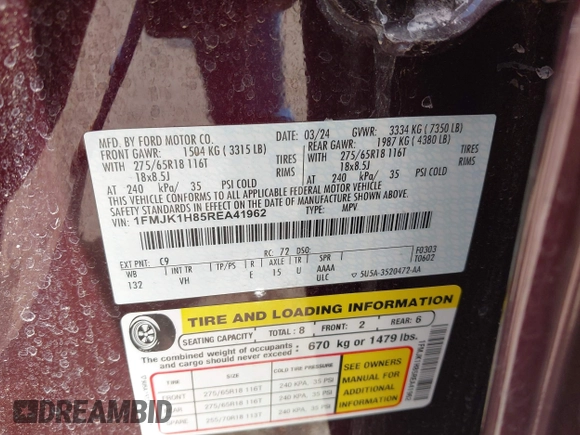 MFD. BY FORD MOTOR CO.
DATE: 03/24 GVWR: 3334 KG ( 7350 LB)
FRONT GAWR: 1504 KG ( 3315 LB) REAR GAWR: 1987 KG ( 4380 LB)
WITH 275/65R18 116T TIRES WITH 275/65R18 116T TIRES
18x8.5J RIMS 18x8.5J RIMS
AT 240 kPa/ 35 PSI COLD AT 240 kPa/ 35 PSI COLD
THIS VEHICLE CONFORMS TO ALL APPLICABLE FEDERAL MOTOR VEHICLE
SAFETY STANDARDS IN EFFECT ON THE DATE OF MANUFACTURE SHOWN ABOVE.
VIN: 1FMJK1H85REA41962
TYPE: MPV
EXT PNT: C9 RC: 72 DSO: F0303
WB INT TR TP/PS R AXLE TR SPR T0602
132 VH E 15 U AAAA
ULC 5U5A-3520472-AA
TIRE AND LOADING INFORMATION
SEATING CAPACITY TOTAL: 8 FRONT: 2 REAR: 6
The combined weight of occupants and cargo should never exceed: 670 kg or 1479 lbs.
TIRE SIZE COLD TIRE PRESSURE
FRONT 275/65R18 116T 240 KPA, 35 PSI
REAR 275/65R18 116T 240 KPA, 35 PSI
SPARE
SEE OWNERS
MANUAL FOR
ADDITIONAL
INFORMATION
DREAMBID